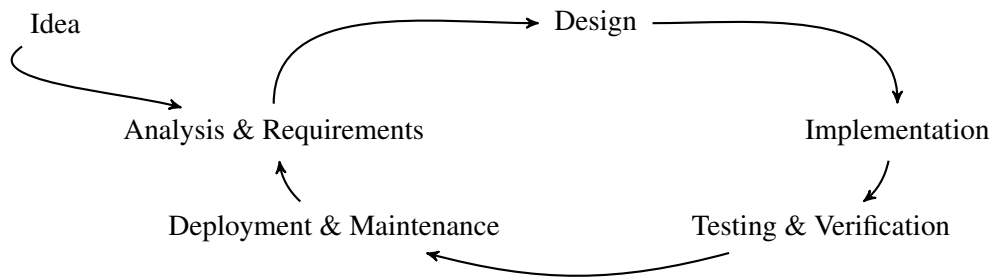 Idea
Design
Analysis & Requirements
Implementation
Deployment & Maintenance
Testing & Verification